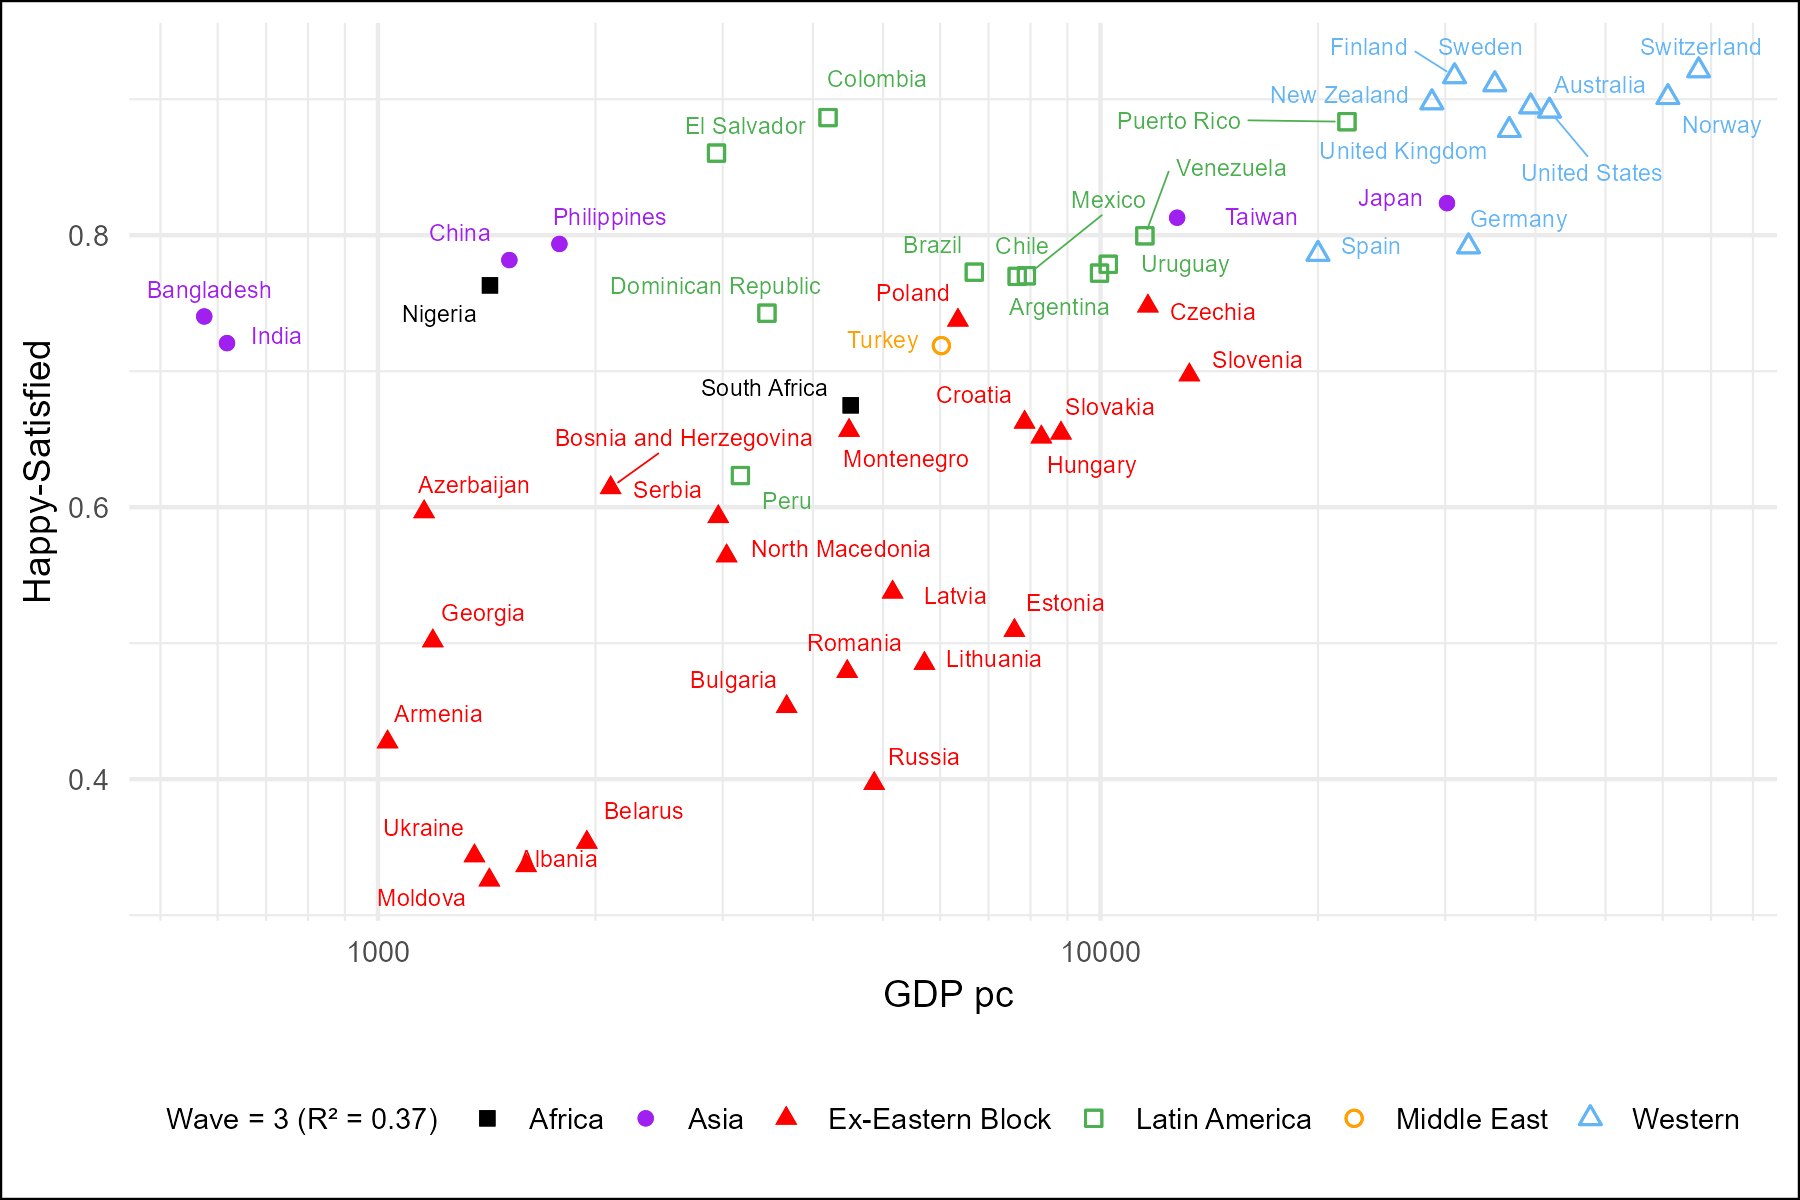 Finland
Sweden
Switzerland
Colombia
Australia
New Zealand
El Salvador
Puerto Rico
Norway
United Kingdom
Venezuela
United States
Mexico
Japan
Philippines
Taiwan
Germany
China
0.8
Brazil
Chile
Spain
Uruguay
Dominican Republic
Bangladesh
Poland
Argentina
Nigeria
Czechia
India
Turkey
Slovenia
South Africa
Croatia
Slovakia
Bosnia and Herzegovina
Montenegro
Hungary
Happy-Satisfied
Azerbaijan
Serbia
Peru
0.6
North Macedonia
Latvia
Estonia
Georgia
Romania
Lithuania
Bulgaria
Armenia
Russia
0.4
Belarus
Ukraine
Albania
Moldova
1000
10000
GDP pc
Wave = 3 (R² = 0.37)
Africa
Asia
Ex-Eastern Block
Latin America
Middle East
Western